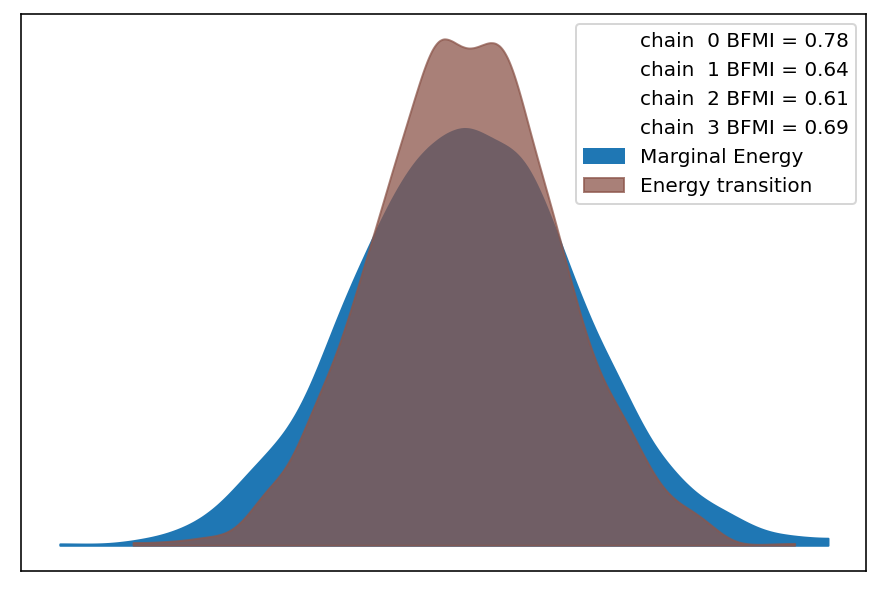 chain  0 BFMI = 0.78
chain  1 BFMI = 0.64
chain  2 BFMI = 0.61
chain  3 BFMI = 0.69
Marginal Energy
Energy transition